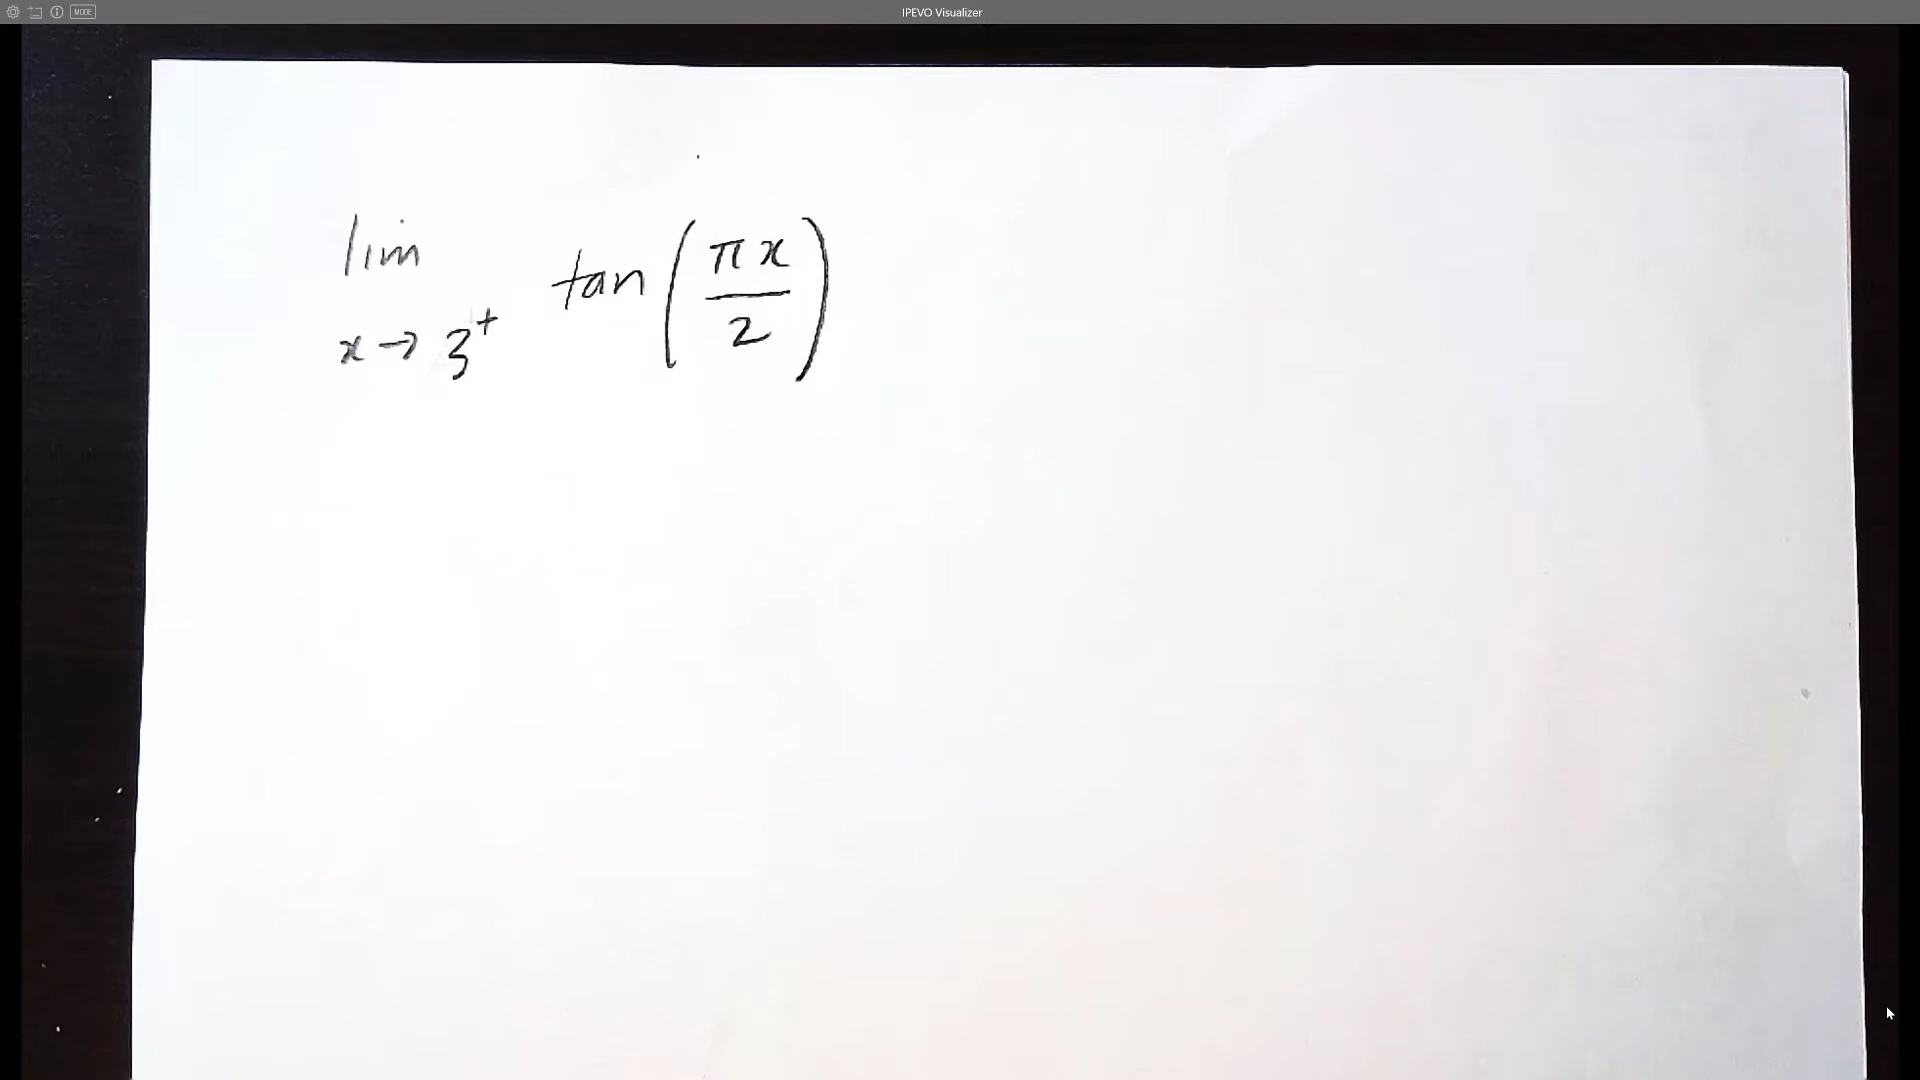 MODE
IPEVO Visualizer
lim tan(πx/2)
x → 3⁺